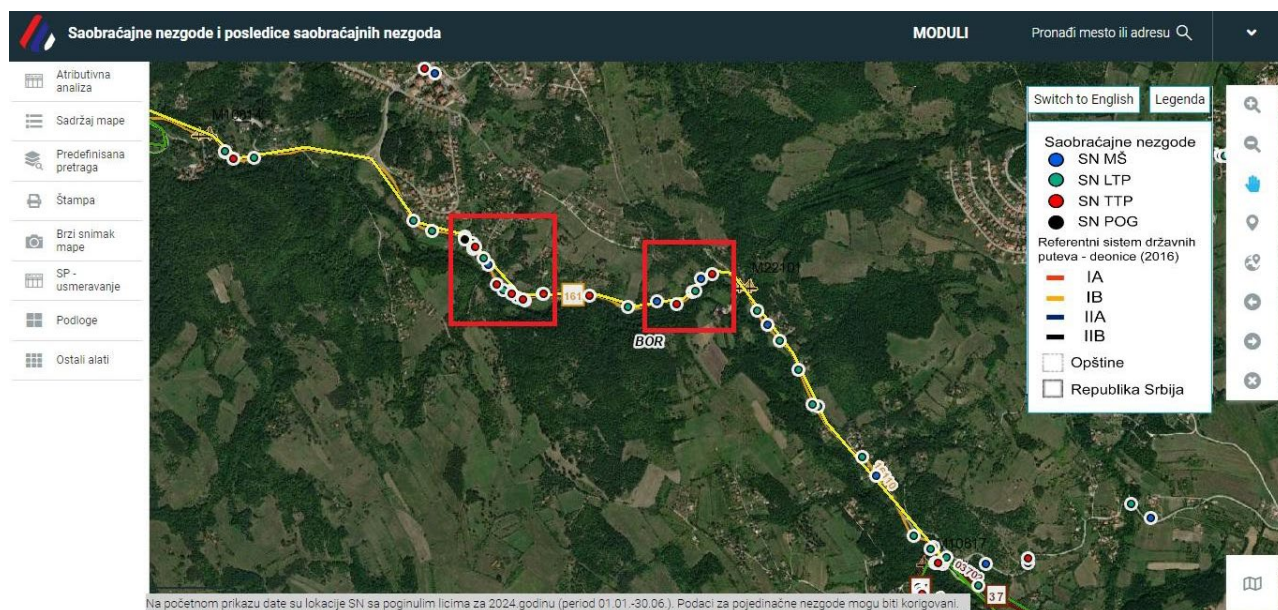 Saobraćajne nezgode i posledice saobraćajnih nezgoda
MODULI
Pronađi mesto ili adresu
Atributivna
analiza
Sadržaj mape
Predefinisana
pretraga
Štampa
Brzi snimak
mape
SP -
usmeravanje
Podloge
Ostali alati
Switch to English
Legenda
Saobraćajne nezgode
SN MŠ
SN LTP
SN TTP
SN POG
Referentni sistem državnih
puteva - deonice (2016)
IA
IB
IIA
IIB
Opštine
Republika Srbija
M22101
161
BOR
16110
03702
37
Na početnom prikazu date su lokacije SN sa poginulim licima za 2024.godinu (period 01.01.-30.06.). Podaci za pojedinačne nezgode mogu biti korigovani.